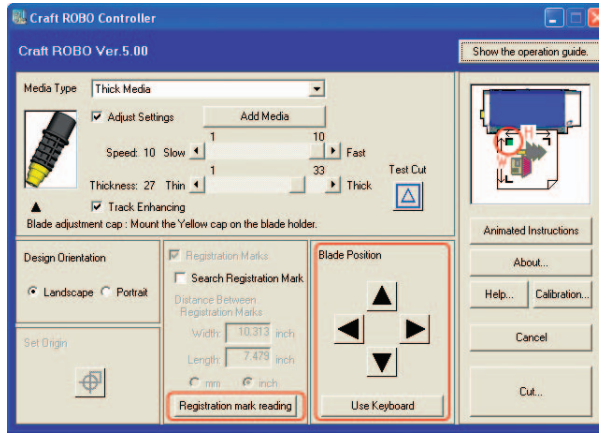 Craft ROBO Controller
Craft ROBO Ver.5.00
Show the operation guide.
Media Type Thick Media
Adjust Settings Add Media
1 10
Speed: 10 Slow Fast
1 33
Thickness: 27 Thin Thick
Test Cut
Track Enhancing
Blade adjustment cap : Mount the Yellow cap on the blade holder.
H
W
Animated Instructions
About...
Help... Calibration...
Cancel
Cut...
Design Orientation
Landscape Portrait
Set Origin
Registration Marks
Search Registration Mark
Distance Between
Registration Marks
Width: 10.313 inch
Length: 7.479 inch
mm inch
Registration mark reading
Blade Position
Use Keyboard